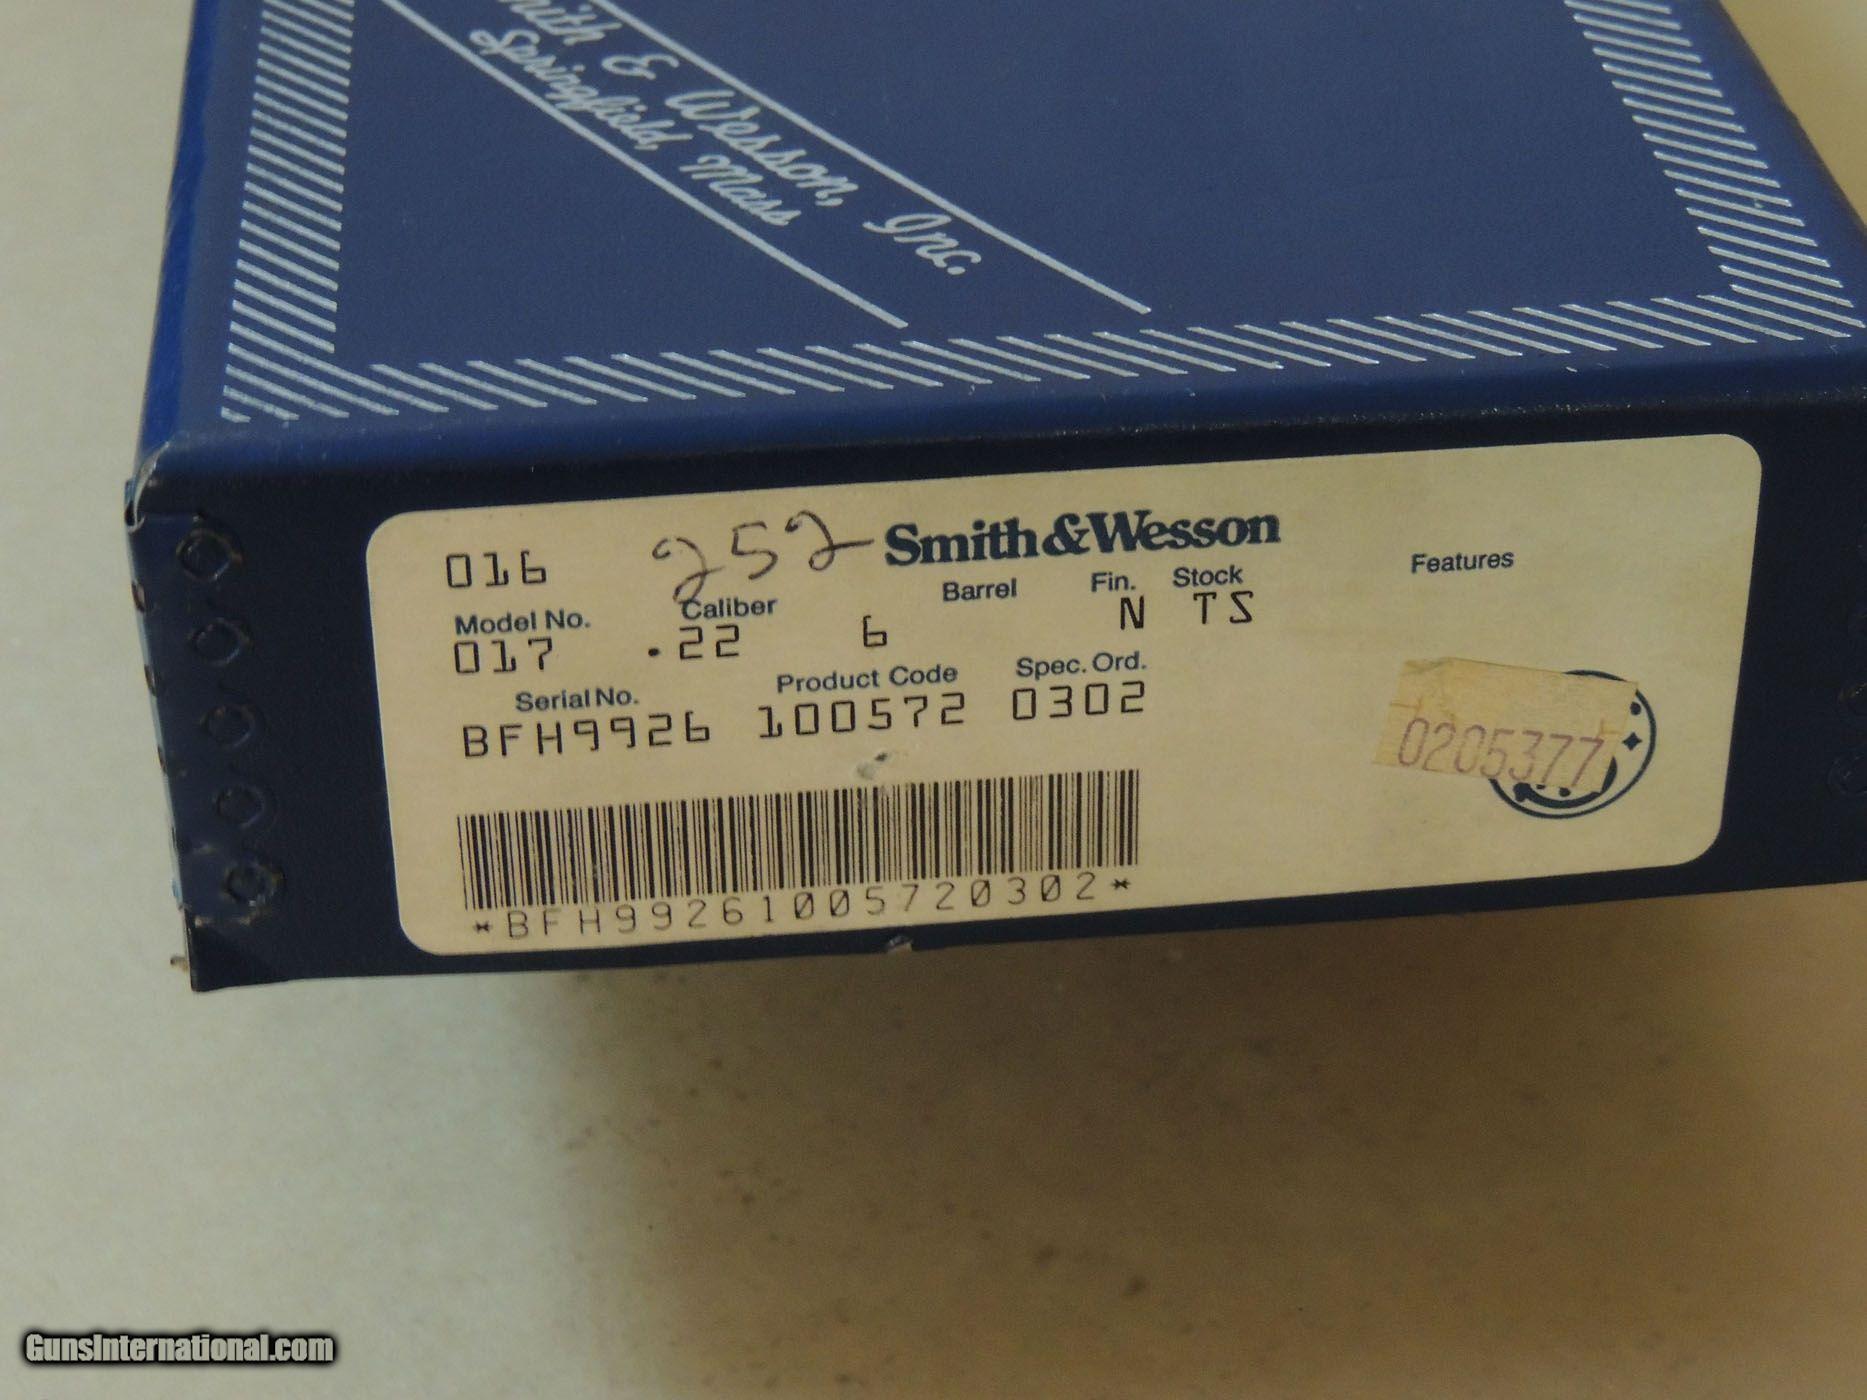 & Wesson, Inc.
Springfield, Mass.
016 252 Smith&Wesson
Model No. Caliber Barrel Fin. Stock Features
017 .22 6 N TS
Serial No. Product Code Spec. Ord.
BFH9926 100572 0302
0205377
*BFH99261005720302*
GunsInternational.com